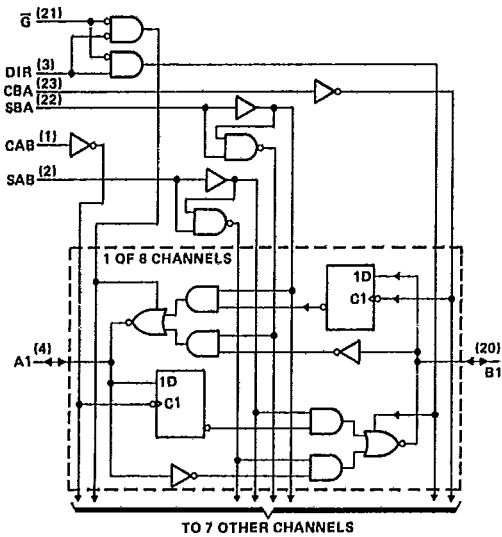 G̅ (21)
DIR (3)
CBA (23)
SBA (22)
CAB (1)
SAB (2)
1 OF 8 CHANNELS
1D
C1
A1 (4)
(20)
B1
1D
C1
TO 7 OTHER CHANNELS